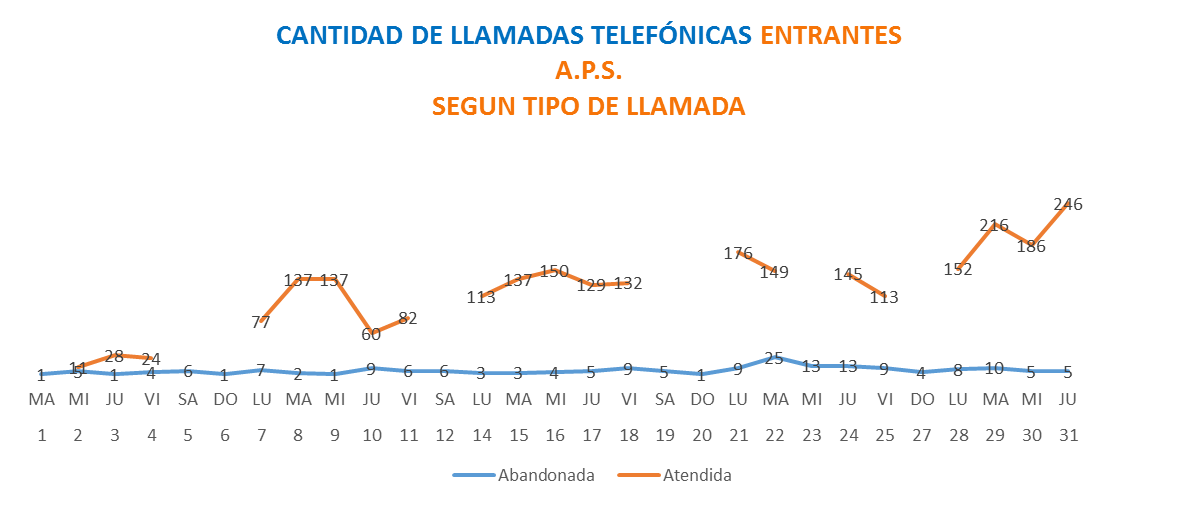 CANTIDAD DE LLAMADAS TELEFÓNICAS ENTRANTES
A.P.S.
SEGUN TIPO DE LLAMADA
246
216
186
176
152
150
149
145
137 137
137
129 132
113
113
77
82
60
28
24
11
1 5 1 4 6 1 7 2 1 9 6 6 3 3 4 5 9 5 1 9 25 13 13 9 4 8 10 5 5
MA MI JU VI SA DO LU MA MI JU VI SA LU MA MI JU VI SA DO LU MA MI JU VI DO LU MA MI JU
1 2 3 4 5 6 7 8 9 10 11 12 14 15 16 17 18 19 20 21 22 23 24 25 27 28 29 30 31
Abandonada Atendida